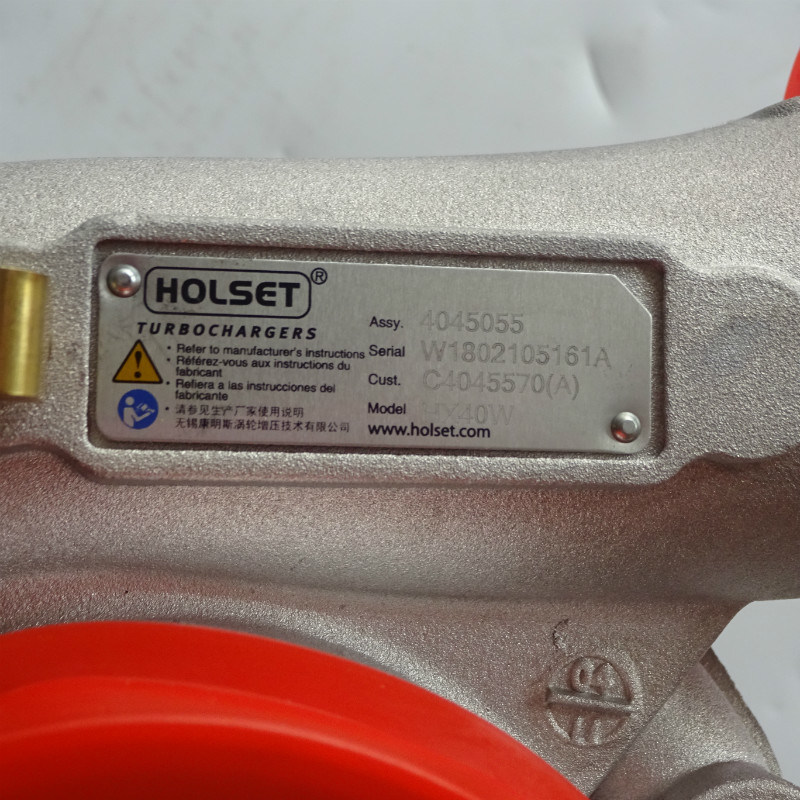 HOLSET®
TURBOCHARGERS
• Refer to manufacturer's instructions
• Référez-vous aux instructions du
fabricant
• Refiera a las instrucciones del
fabricante
• 请参见生产厂家使用说明
无锡康明斯涡轮增压技术有限公司
Assy. 4045055
Serial W1802105161A
Cust. C4045570(A)
Model HX40W
www.holset.com
04